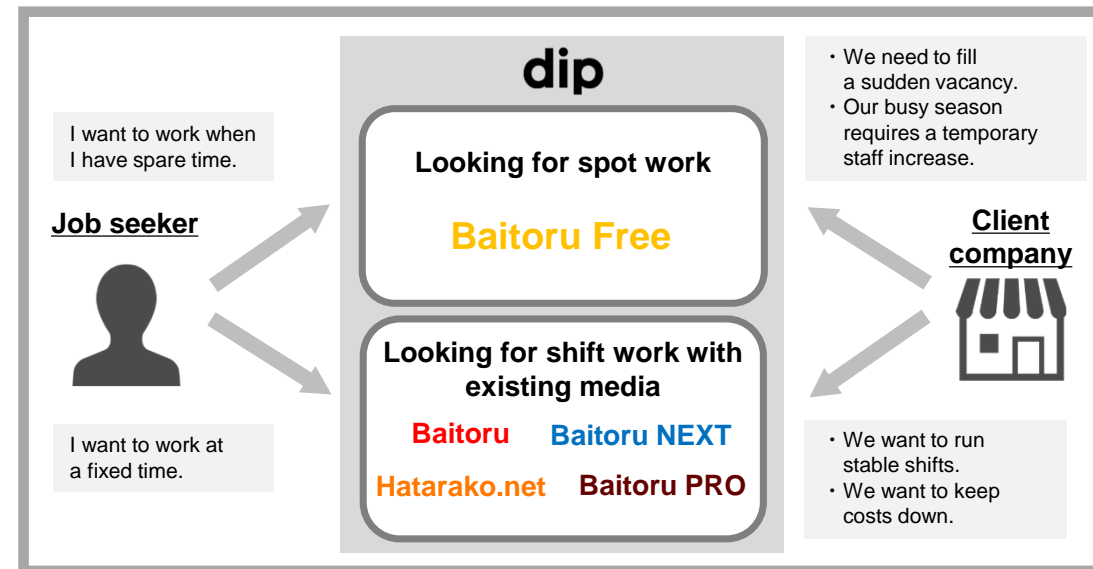 dip
I want to work when
I have spare time.
Job seeker
I want to work at
a fixed time.
Looking for spot work
Baitoru Free
Looking for shift work with
existing media
Baitoru
Baitoru NEXT
Hatarako.net
Baitoru PRO
・We need to fill
a sudden vacancy.
・Our busy season
requires a temporary
staff increase.
Client
company
・We want to run
stable shifts.
・We want to keep
costs down.